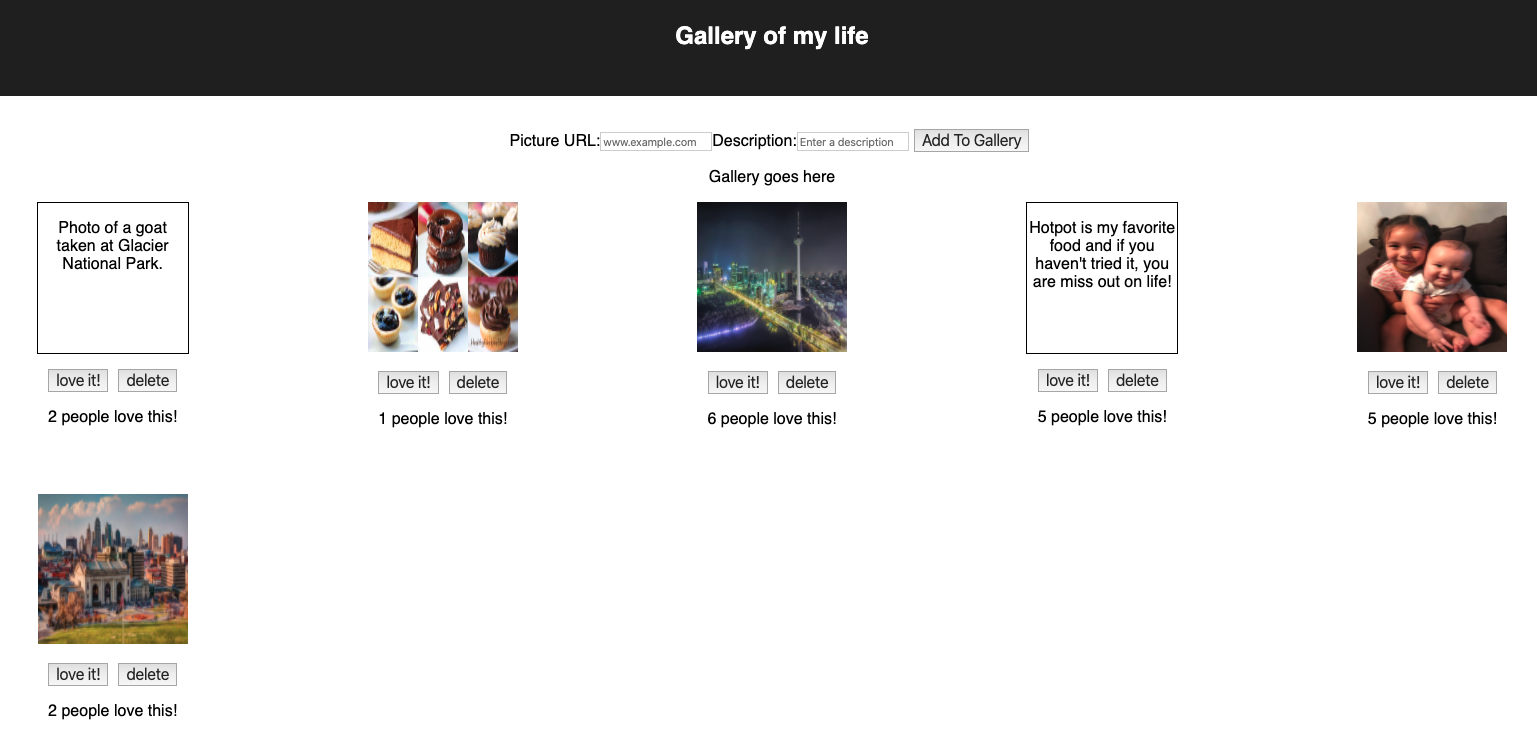 Gallery of my life
Picture URL: www.example.com Description: Enter a description Add To Gallery
Gallery goes here
Photo of a goat
taken at Glacier
National Park.
love it! delete
2 people love this!
love it! delete
1 people love this!
love it! delete
6 people love this!
Hotpot is my favorite
food and if you
haven't tried it, you
are miss out on life!
love it! delete
5 people love this!
love it! delete
5 people love this!
love it! delete
2 people love this!